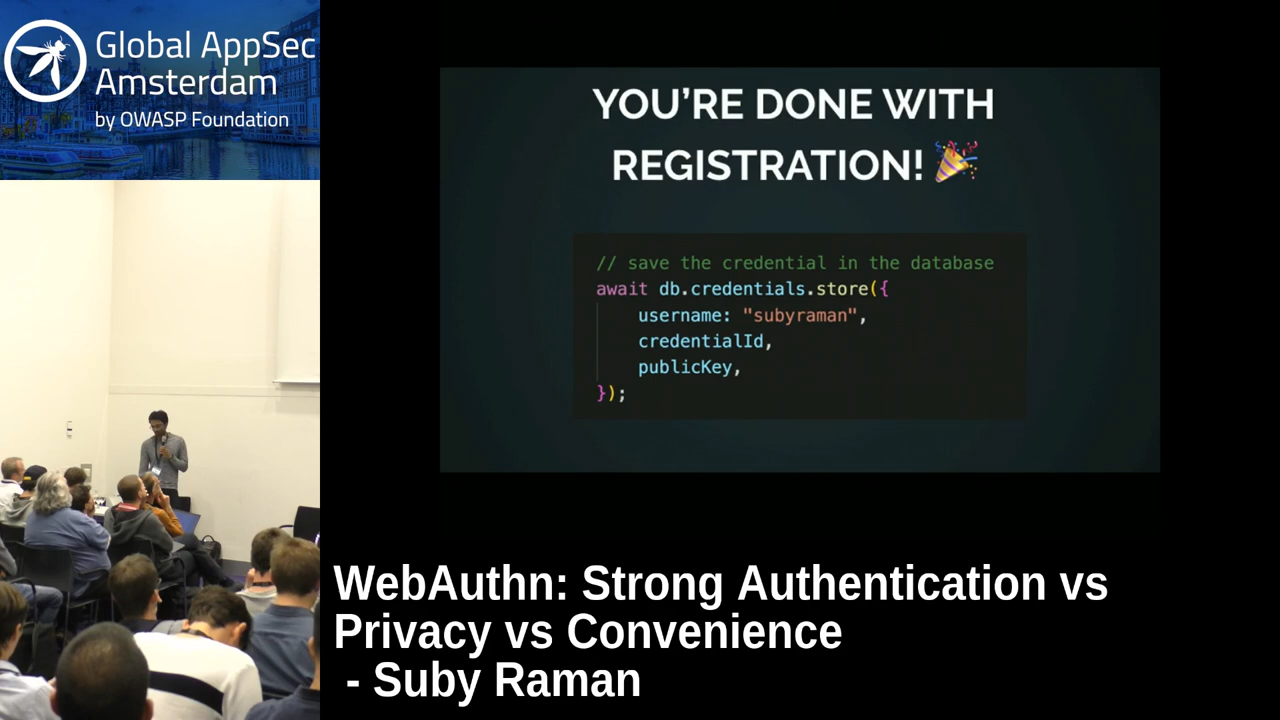 Global AppSec
Amsterdam
by OWASP Foundation
YOU’RE DONE WITH
REGISTRATION! 🎉
// save the credential in the database
await db.credentials.store({
username: "subyraman",
credentialId,
publicKey,
});
WebAuthn: Strong Authentication vs
Privacy vs Convenience
- Suby Raman